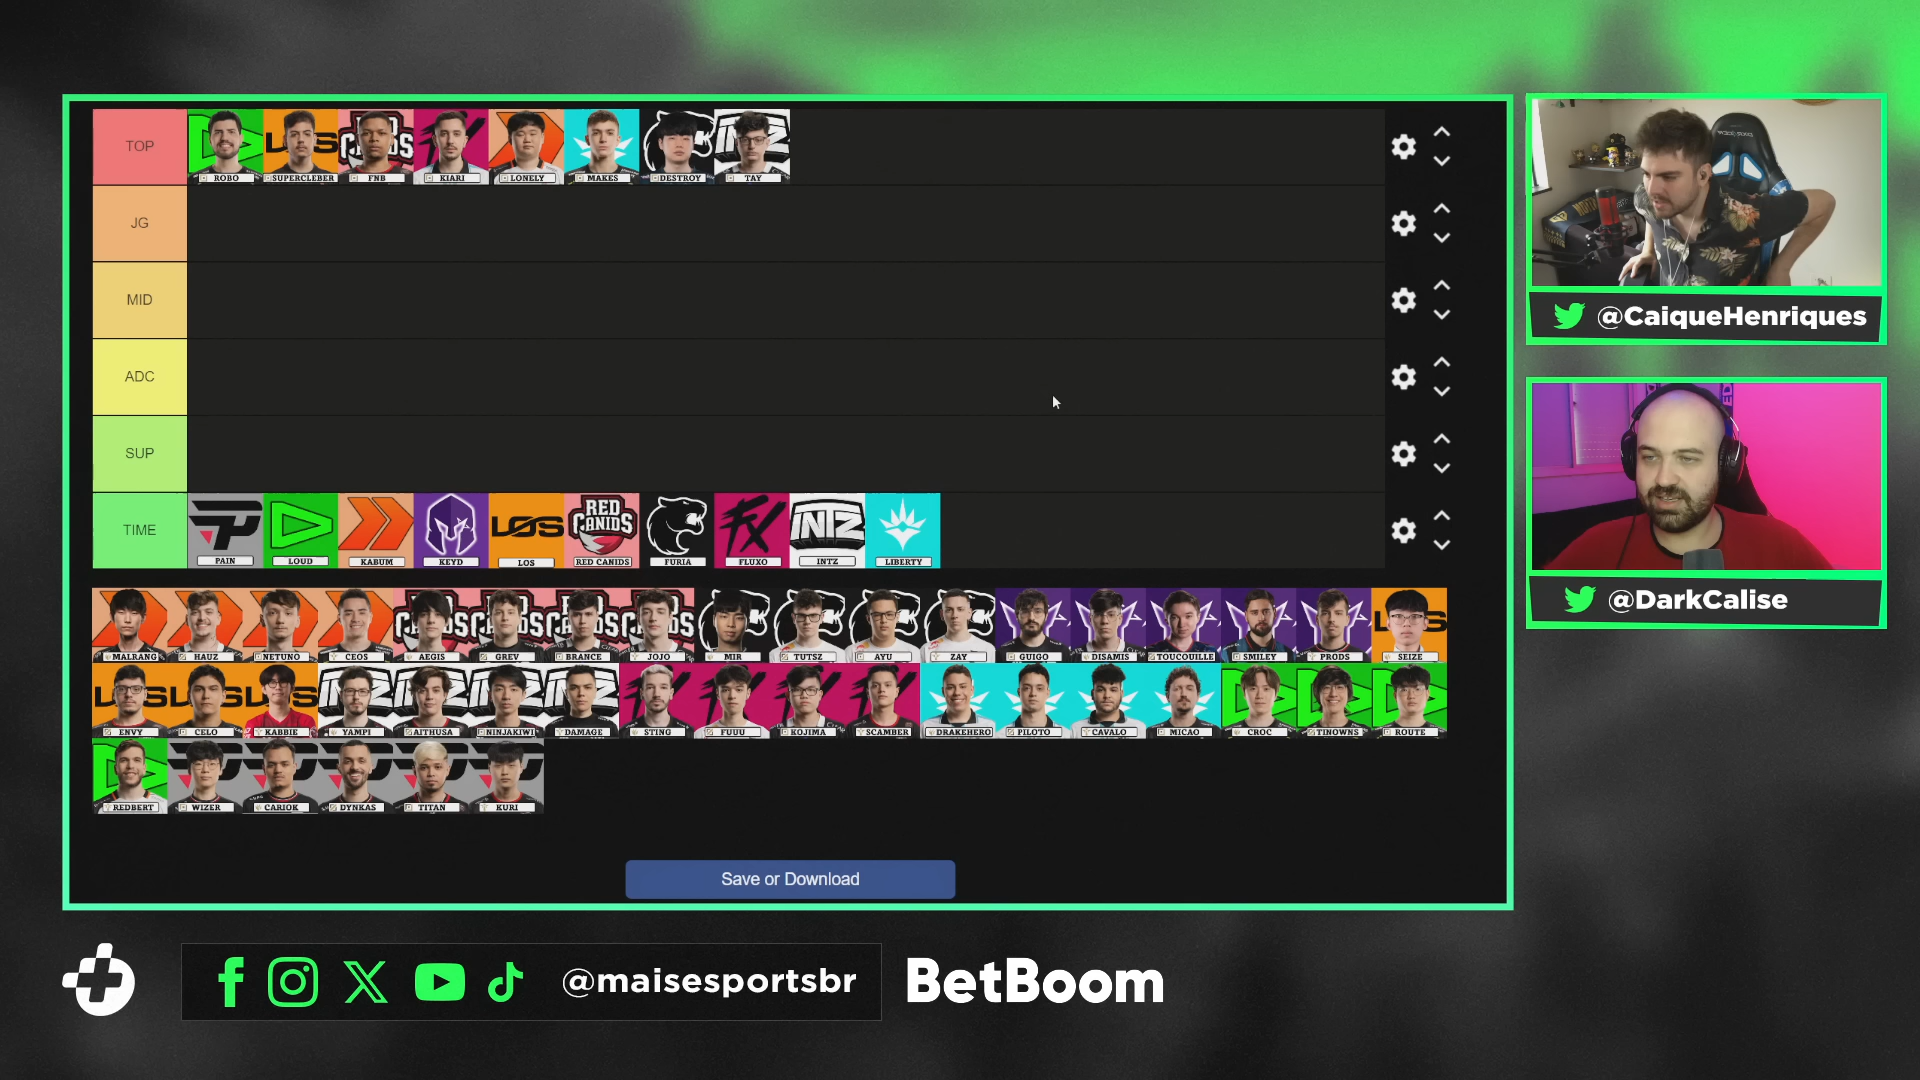 TOP
ROBO SUPERCLEBER FNB KIARI LONELY MAKES DESTROY TAY
JG
MID
ADC
SUP
TIME
PAIN LOUD KABUM KEYD LOS RED CANIDS FURIA FLUXO INTZ LIBERTY
MALRANG HAUZ NETUNO CEOS AEGIS GREV BRANCE JOJO MIR TUTSZ AYU ZAY GUIGO DISAMIS TOUCOUILLE SMILEY PRODS SEIZE
ENVY CELO KABBIE YAMPI AITHUSA NINJAKIWI DAMAGE STING FUUU KOJIMA SCAMBER DRAKEHERO PILOTO CAVALO MICAO CROC TINOWNS ROUTE
REDBERT WIZER CARIOK DYNKAS TITAN KURI
Save or Download
@CaiqueHenriques
@DarkCalise
@maisesportsbr
BetBoom